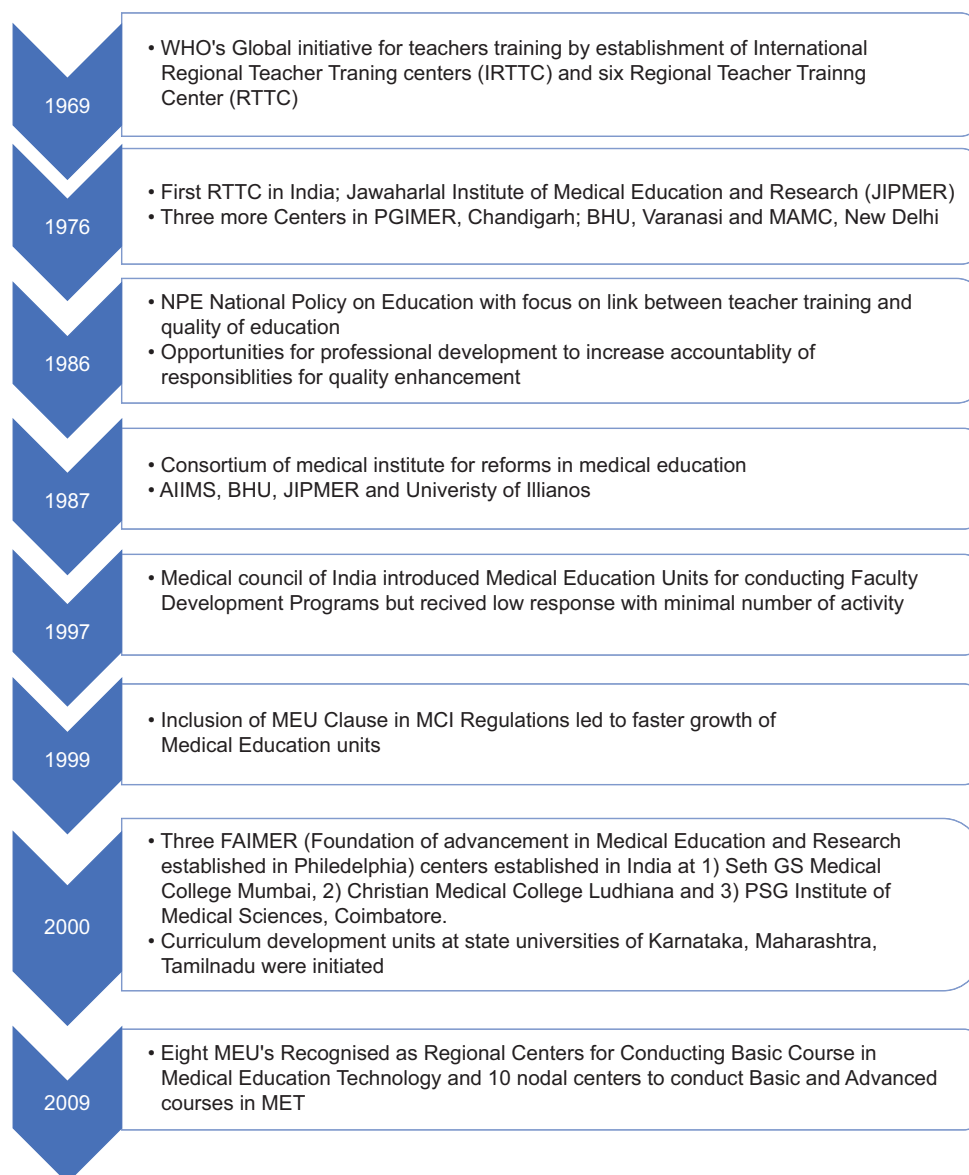 1969
• WHO's Global initiative for teachers training by establishment of International
Regional Teacher Traning centers (IRTTC) and six Regional Teacher Trainng
Center (RTTC)
1976
• First RTTC in India; Jawaharlal Institute of Medical Education and Research (JIPMER)
• Three more Centers in PGIMER, Chandigarh; BHU, Varanasi and MAMC, New Delhi
1986
• NPE National Policy on Education with focus on link between teacher training and
quality of education
• Opportunities for professional development to increase accountablity of
responsiblities for quality enhancement
1987
• Consortium of medical institute for reforms in medical education
• AIIMS, BHU, JIPMER and Univeristy of Illianos
1997
• Medical council of India introduced Medical Education Units for conducting Faculty
Development Programs but recived low response with minimal number of activity
1999
• Inclusion of MEU Clause in MCI Regulations led to faster growth of
Medical Education units
2000
• Three FAIMER (Foundation of advancement in Medical Education and Research
established in Philedelphia) centers established in India at 1) Seth GS Medical
College Mumbai, 2) Christian Medical College Ludhiana and 3) PSG Institute of
Medical Sciences, Coimbatore.
• Curriculum development units at state universities of Karnataka, Maharashtra,
Tamilnadu were initiated
2009
• Eight MEU's Recognised as Regional Centers for Conducting Basic Course in
Medical Education Technology and 10 nodal centers to conduct Basic and Advanced
courses in MET